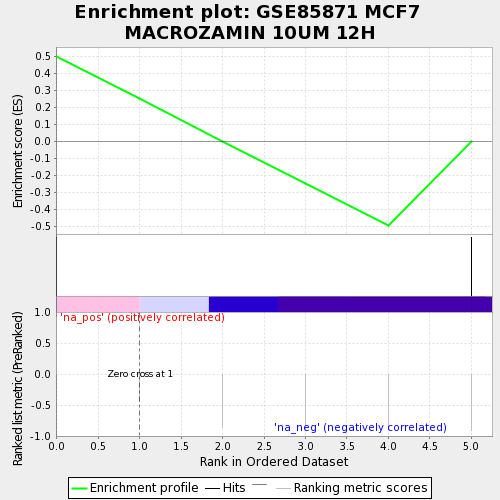 Enrichment plot: GSE85871 MCF7
MACROZAMIN 10UM 12H
Enrichment score (ES)
0.5
0.4
0.3
0.2
0.1
0.0
-0.1
-0.2
-0.3
-0.4
-0.5
Ranked list metric (PreRanked)
1.0
0.5
0.0
-0.5
-1.0
'na_pos' (positively correlated)
Zero cross at 1
'na_neg' (negatively correlated)
0.0 0.5 1.0 1.5 2.0 2.5 3.0 3.5 4.0 4.5 5.0
Rank in Ordered Dataset
Enrichment profile Hits Ranking metric scores